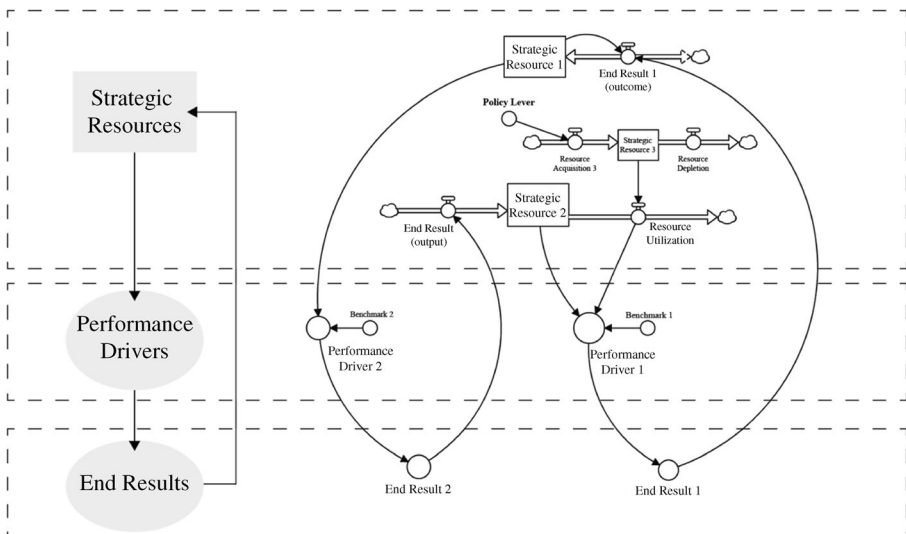 Strategic
Resources
Performance
Drivers
End Results
Strategic
Resource 1
End Result 1
(outcome)
Policy Lever
Resource
Acquisition 3
Strategic
Resource 3
Resource
Depletion
End Result
(output)
Strategic
Resource 2
Resource
Utilization
Benchmark 2
Performance
Driver 2
Benchmark 1
Performance
Driver 1
End Result 2
End Result 1